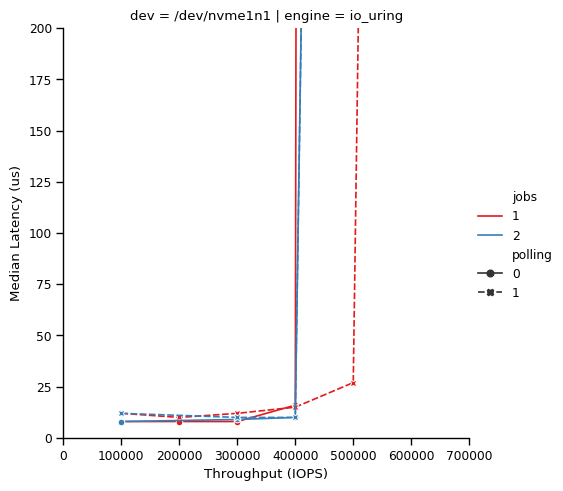 dev = /dev/nvme1n1 | engine = io_uring
200
175
150
125
100
75
50
25
0
Median Latency (us)
0 100000 200000 300000 400000 500000 600000 700000
Throughput (IOPS)
jobs
1
2
polling
0
1